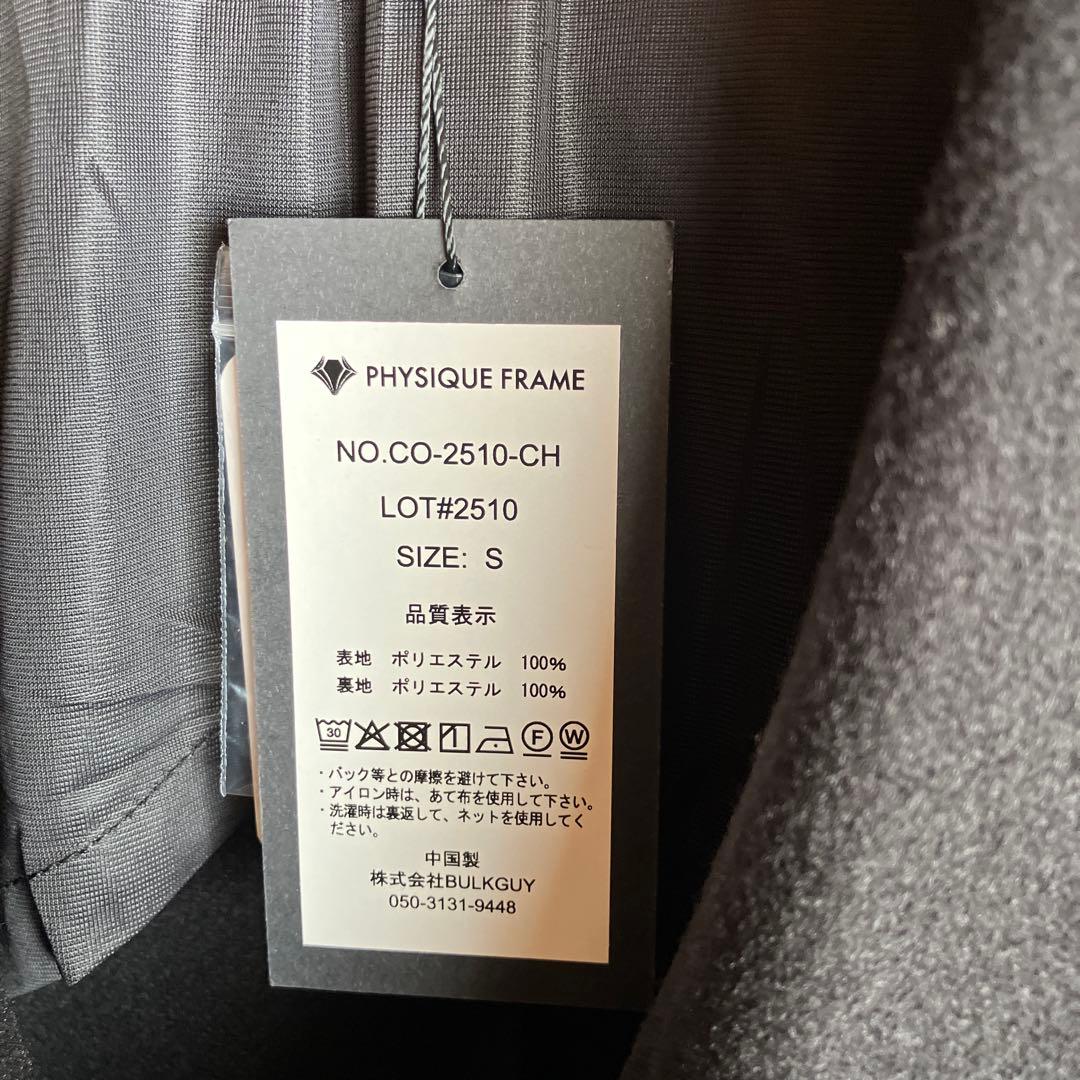 PHYSIQUE FRAME
NO.CO-2510-CH
LOT#2510
SIZE: S
品質表示
表地 ポリエステル 100%
裏地 ポリエステル 100%
30 F W
・バック等との摩擦を避けて下さい。
・アイロン時は、あて布を使用して下さい。
・洗濯時は裏返して、ネットを使用してく
ださい。
中国製
株式会社BULKGUY
050-3131-9448